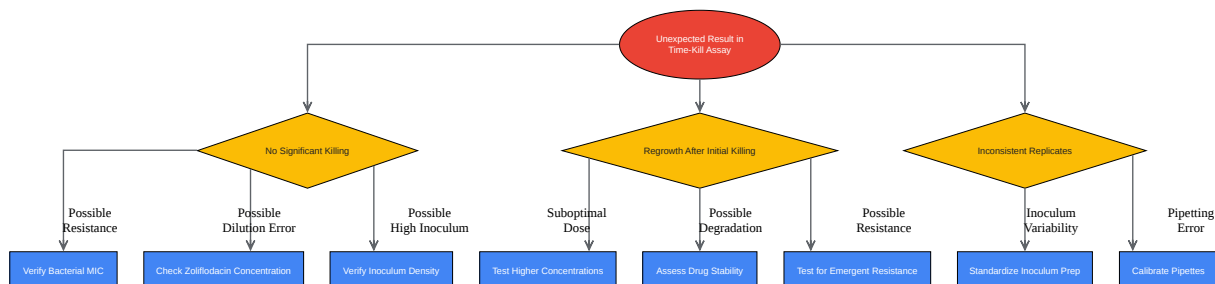 Unexpected Result in
Time-Kill Assay
No Significant Killing
Regrowth After Initial Killing
Inconsistent Replicates
Possible
Resistance
Possible
Dilution Error
Possible
High Inoculum
Suboptimal
Dose
Possible
Degradation
Possible
Resistance
Inoculum
Variability
Pipetting
Error
Verify Bacterial MIC
Check Zoliflodacin Concentration
Verify Inoculum Density
Test Higher Concentrations
Assess Drug Stability
Test for Emergent Resistance
Standardize Inoculum Prep
Calibrate Pipettes